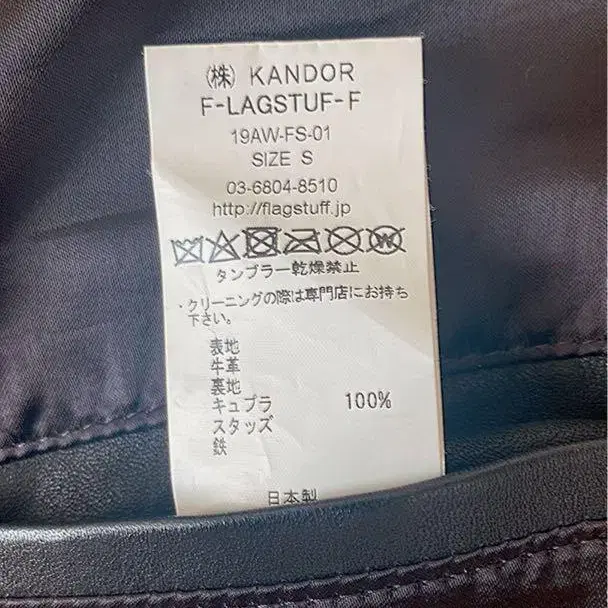 (株) KANDOR
F-LAGSTUF-F
19AW-FS-01
SIZE S
03-6804-8510
http://flagstuff.jp
タンブラー乾燥禁止
・クリーニングの際は専門店にお持ち
下さい。
表地
牛革
裏地
キュプラ 100%
スタッズ
鉄
日本製